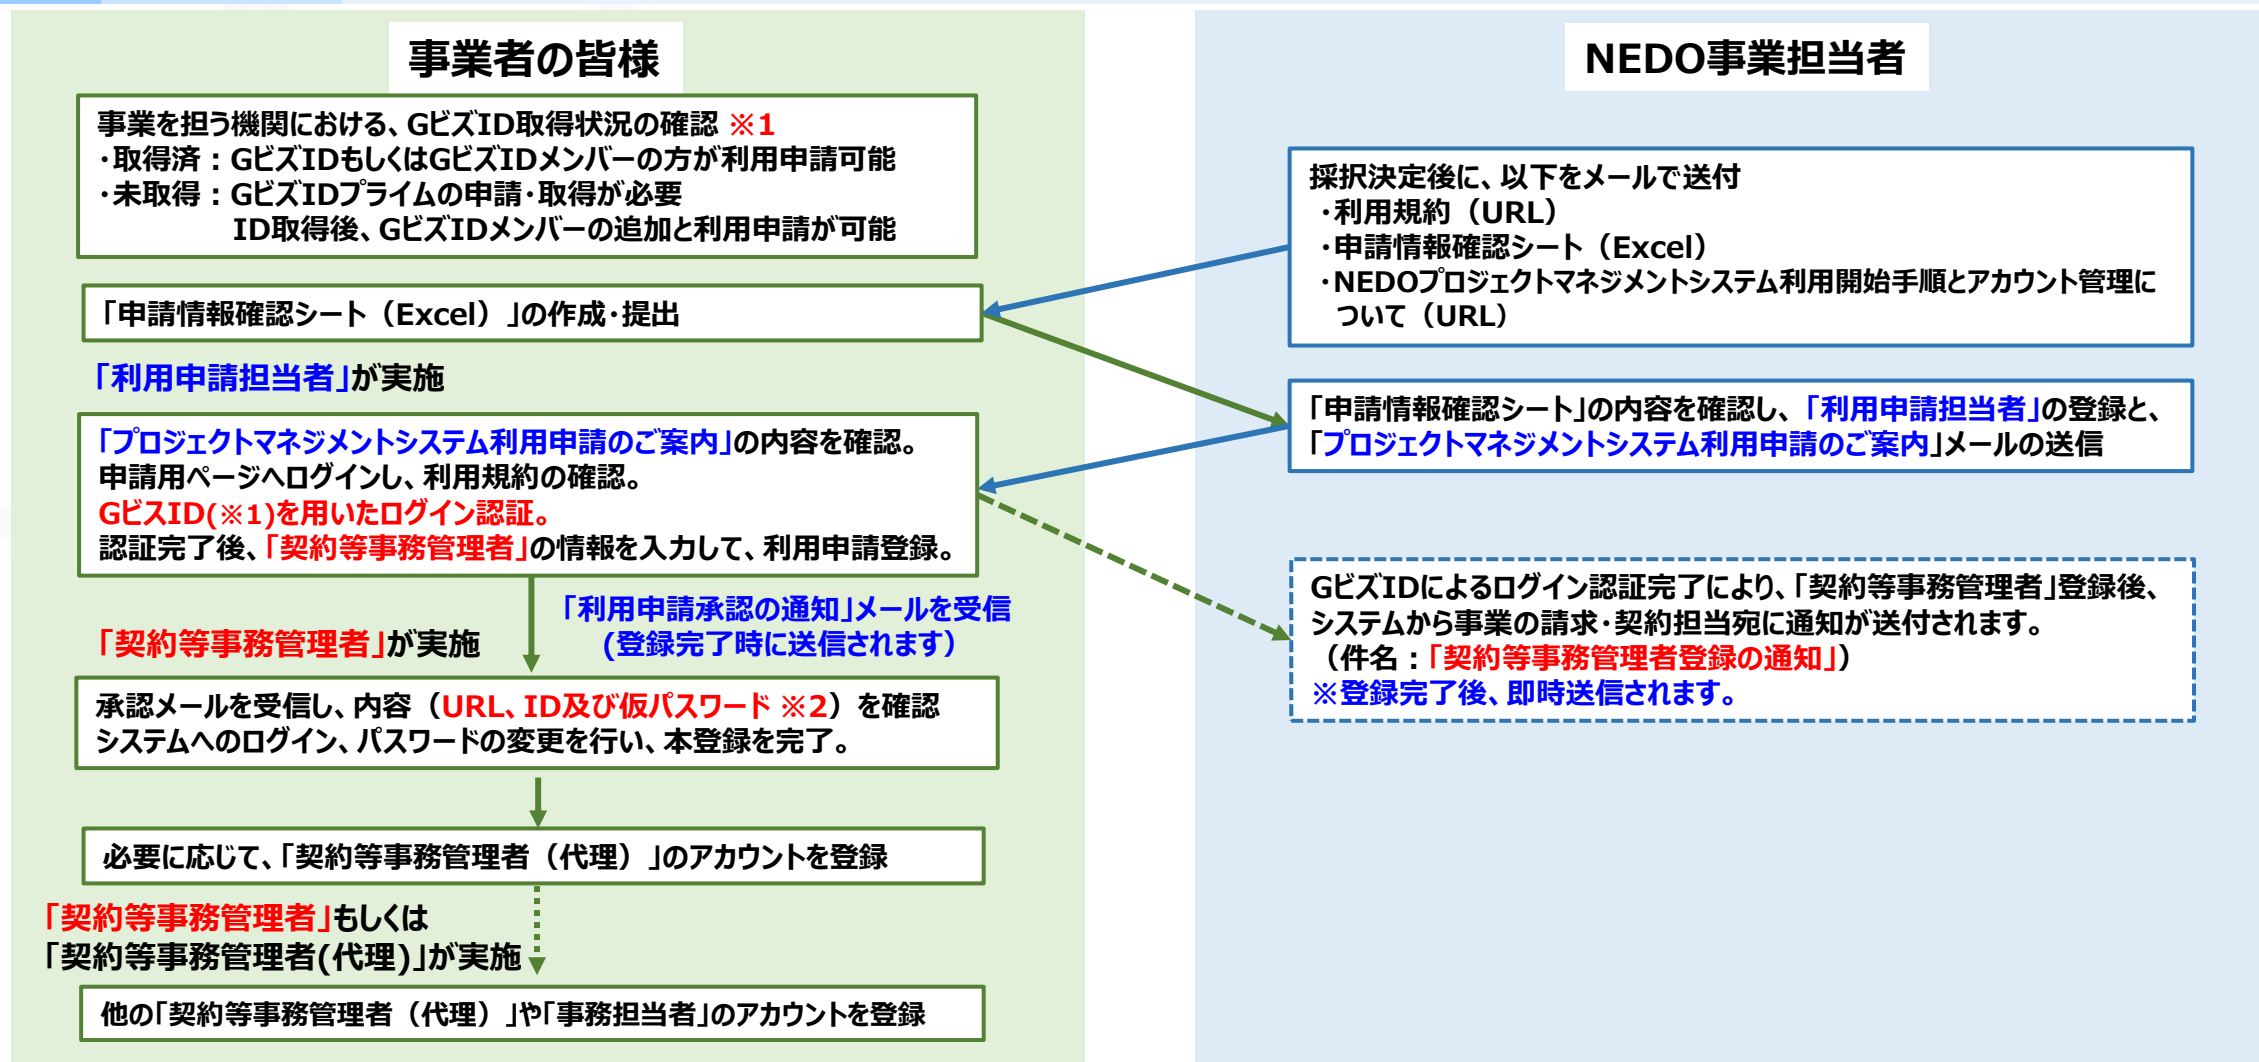 事業者の皆様
事業を担う機関における、GビズID取得状況の確認 ※1
・取得済：GビズIDもしくはGビズIDメンバーの方が利用申請可能
・未取得：GビズIDプライムの申請・取得が必要
ID取得後、GビズIDメンバーの追加と利用申請が可能
「申請情報確認シート（Excel）」の作成・提出
「利用申請担当者」が実施
「プロジェクトマネジメントシステム利用申請のご案内」の内容を確認。
申請用ページへログインし、利用規約の確認。
GビスID(※1)を用いたログイン認証。
認証完了後、「契約等事務管理者」の情報を入力して、利用申請登録。
「利用申請承認の通知」メールを受信
(登録完了時に送信されます）
「契約等事務管理者」が実施
承認メールを受信し、内容（URL、ID及び仮パスワード ※2）を確認
システムへのログイン、パスワードの変更を行い、本登録を完了。
必要に応じて、「契約等事務管理者（代理）」のアカウントを登録
「契約等事務管理者」もしくは
「契約等事務管理者(代理)」が実施
他の「契約等事務管理者（代理）」や「事務担当者」のアカウントを登録
NEDO事業担当者
採択決定後に、以下をメールで送付
・利用規約（URL）
・申請情報確認シート（Excel）
・NEDOプロジェクトマネジメントシステム利用開始手順とアカウント管理に
ついて（URL）
「申請情報確認シート」の内容を確認し、「利用申請担当者」の登録と、
「プロジェクトマネジメントシステム利用申請のご案内」メールの送信
GビズIDによるログイン認証完了により、「契約等事務管理者」登録後、
システムから事業の請求・契約担当宛に通知が送付されます。
（件名：「契約等事務管理者登録の通知」）
※登録完了後、即時送信されます。